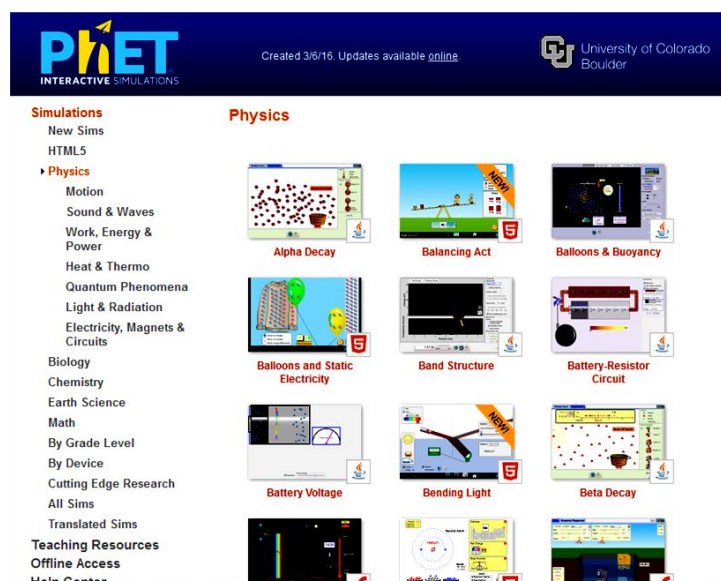 PhET
INTERACTIVE SIMULATIONS
Created 3/6/16. Updates available online.
University of Colorado
Boulder
Simulations
New Sims
HTML5
Physics
Motion
Sound & Waves
Work, Energy &
Power
Heat & Thermo
Quantum Phenomena
Light & Radiation
Electricity, Magnets &
Circuits
Biology
Chemistry
Earth Science
Math
By Grade Level
By Device
Cutting Edge Research
All Sims
Translated Sims
Teaching Resources
Offline Access
Help Center
Physics
NEW!
Alpha Decay
Balancing Act
Balloons & Buoyancy
Balloons and Static
Electricity
Band Structure
Battery-Resistor
Circuit
NEW!
Battery Voltage
Bending Light
Beta Decay